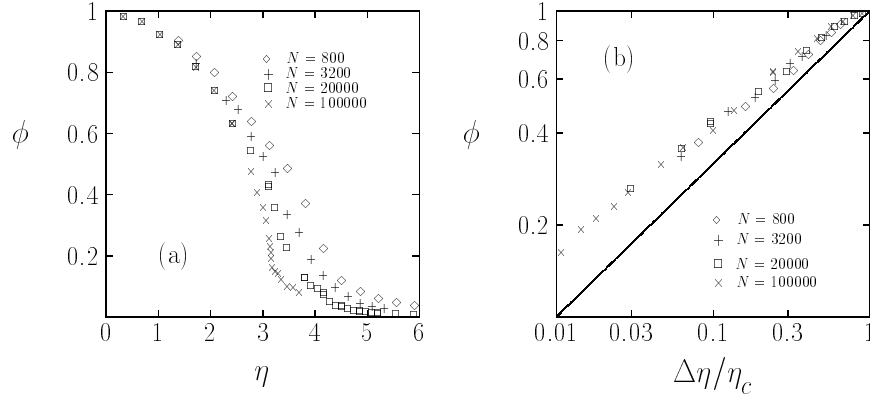 1
0.8
0.6
0.4
0.2
ϕ
◇ N = 800
+ N = 3200
□ N = 20000
× N = 100000
(a)
0 1 2 3 4 5 6
η
1
0.8
0.6
0.2
ϕ
(b)
◇ N = 800
+ N = 3200
□ N = 20000
× N = 100000
0.01 0.03 0.1 0.3 1
Δη/η_c